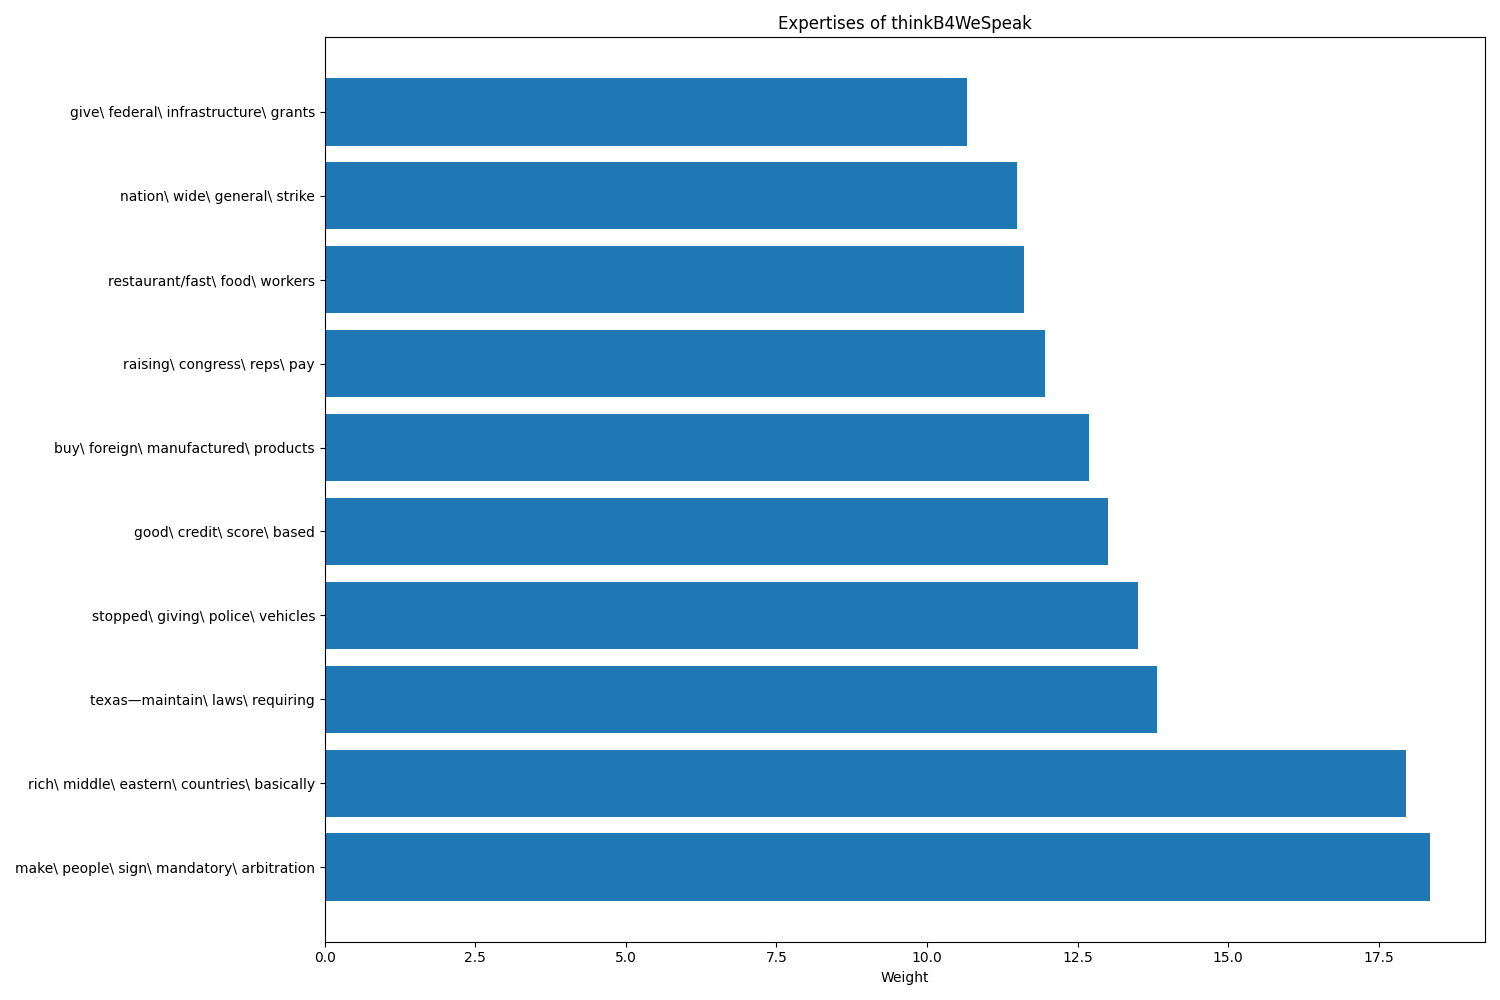 Expertises of thinkB4WeSpeak
give\ federal\ infrastructure\ grants
nation\ wide\ general\ strike
restaurant/fast\ food\ workers
raising\ congress\ reps\ pay
buy\ foreign\ manufactured\ products
good\ credit\ score\ based
stopped\ giving\ police\ vehicles
texas—maintain\ laws\ requiring
rich\ middle\ eastern\ countries\ basically
make\ people\ sign\ mandatory\ arbitration
0.0 2.5 5.0 7.5 10.0 12.5 15.0 17.5
Weight